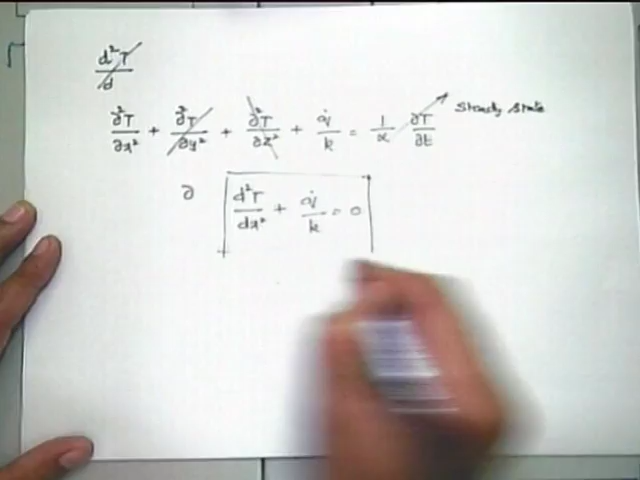 d²T
d
∂²T/∂x² + ∂²T/∂y² + ∂²T/∂z² + q̇/k = 1/α ∂T/∂t steady state
∂ d²T/dx² + q̇/k = 0